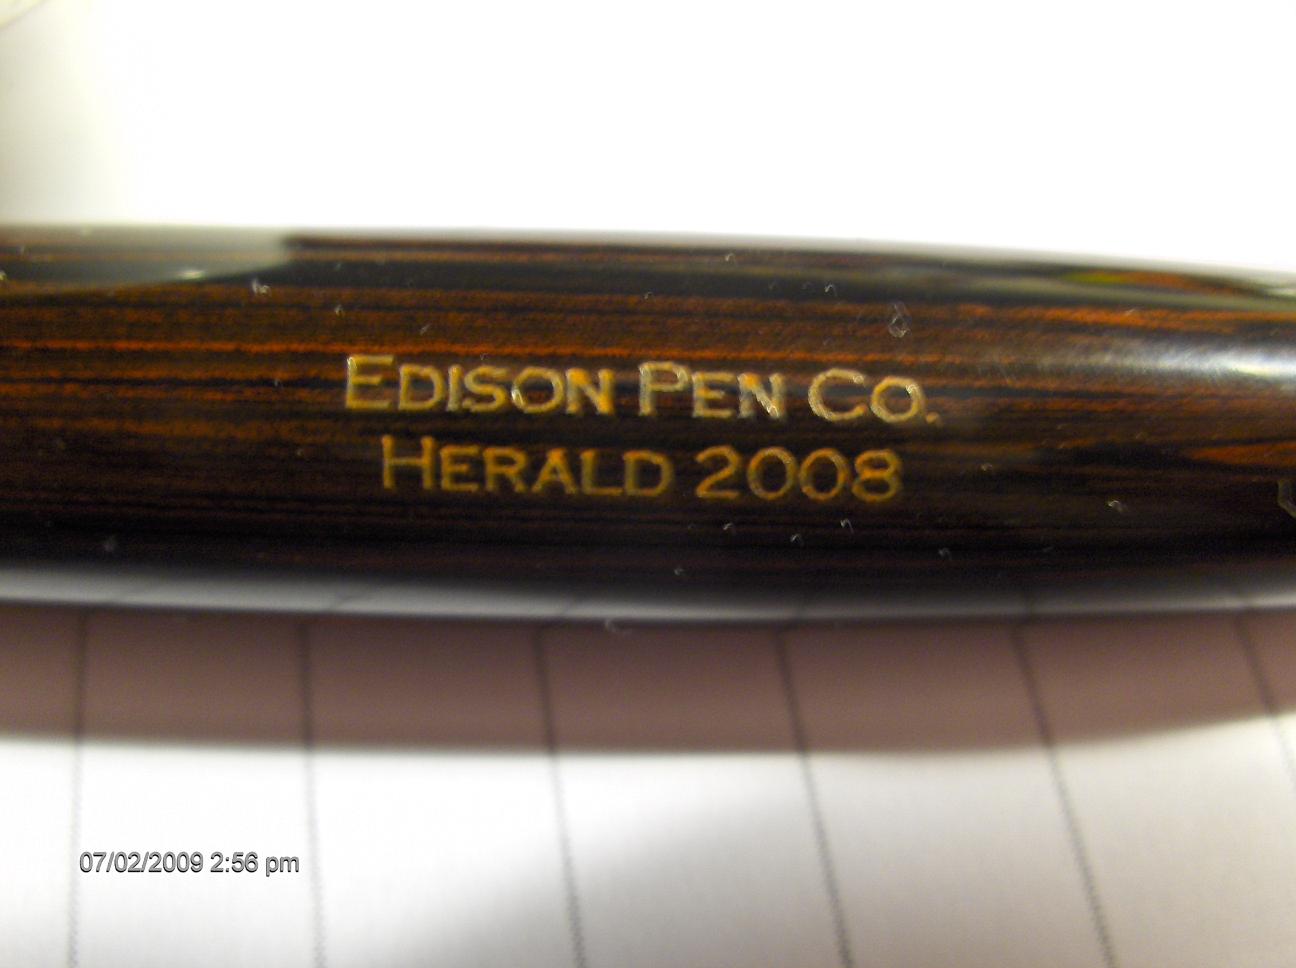 EDISON PEN CO.
HERALD 2008
07/02/2009 2:56 pm